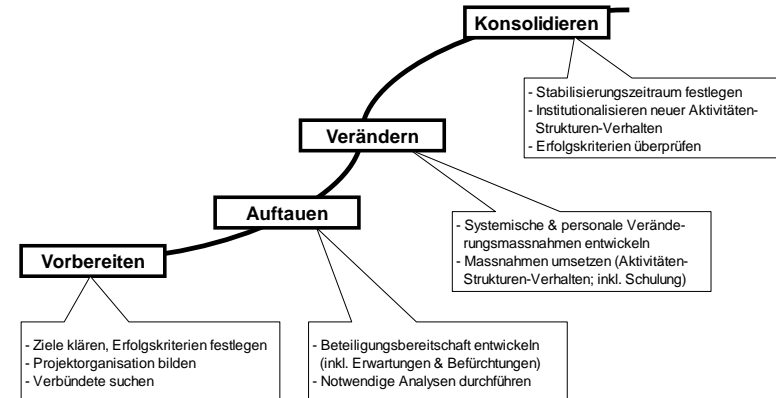 Konsolidieren
- Stabilisierungszeitraum festlegen
- Institutionalisieren neuer Aktivitäten-
Strukturen-Verhalten
- Erfolgskriterien überprüfen
Verändern
- Systemische & personale Verände-
rungsmassnahmen entwickeln
- Massnahmen umsetzen (Aktivitäten-
Strukturen-Verhalten; inkl. Schulung)
Auftauen
- Beteiligungsbereitschaft entwickeln
(inkl. Erwartungen & Befürchtungen)
- Notwendige Analysen durchführen
Vorbereiten
- Ziele klären, Erfolgskriterien festlegen
- Projektorganisation bilden
- Verbündete suchen